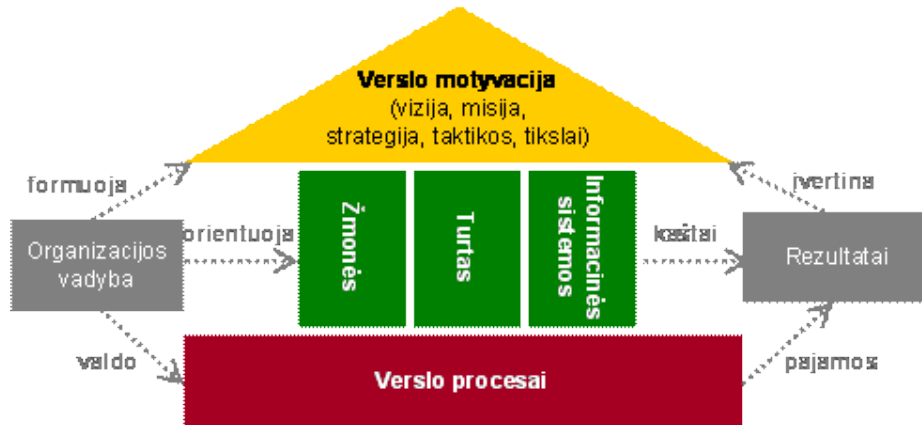 Verslo motyvacija
(vizija, misija,
strategija, taktikos, tikslai)
formuoja
įvertina
Organizacijos
vadyba
orientuoja
Žmonės
Turtas
Informacinės
sistemos
kaštai
Rezultatai
valdo
Verslo procesai
pajamos